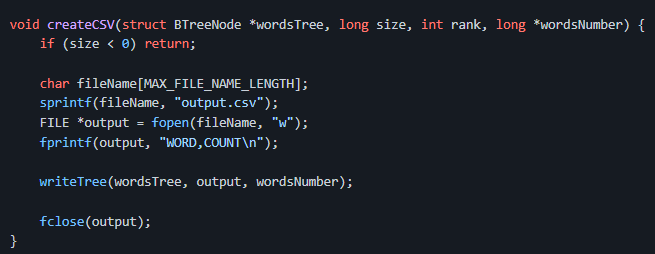 void createCSV(struct BTreeNode *wordsTree, long size, int rank, long *wordsNumber) {
    if (size < 0) return;

    char fileName[MAX_FILE_NAME_LENGTH];
    sprintf(fileName, "output.csv");
    FILE *output = fopen(fileName, "w");
    fprintf(output, "WORD,COUNT\n");

    writeTree(wordsTree, output, wordsNumber);

    fclose(output);
}